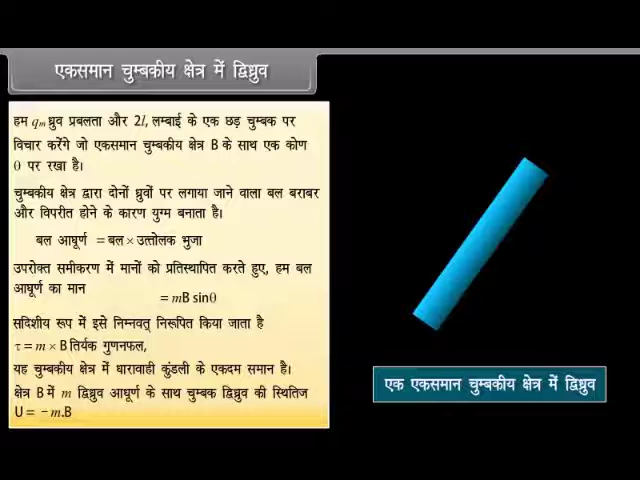 एकसमान चुम्बकीय क्षेत्र में द्विध्रुव
हम qm ध्रुव प्रबलता और 2l, लम्बाई के एक छड़ चुम्बक पर
विचार करेंगे जो एकसमान चुम्बकीय क्षेत्र B के साथ एक कोण
θ पर रखा है।
चुम्बकीय क्षेत्र द्वारा दोनों ध्रुवों पर लगाया जाने वाला बल बराबर
और विपरीत होने के कारण युग्म बनाता है।
बल आघूर्ण = बल × उत्तोलक भुजा
उपरोक्त समीकरण में मानों को प्रतिस्थापित करते हुए, हम बल
आघूर्ण का मान
= mB sinθ
सदिशीय रूप में इसे निम्नवत् निरूपित किया जाता है
τ = m × B तिर्यक गुणनफल,
यह चुम्बकीय क्षेत्र में धारावाही कुंडली के एकदम समान है।
क्षेत्र B में m द्विध्रुव आघूर्ण के साथ चुम्बक द्विध्रुव की स्थितिज
U = −m.B
एक एकसमान चुम्बकीय क्षेत्र में द्विध्रुव